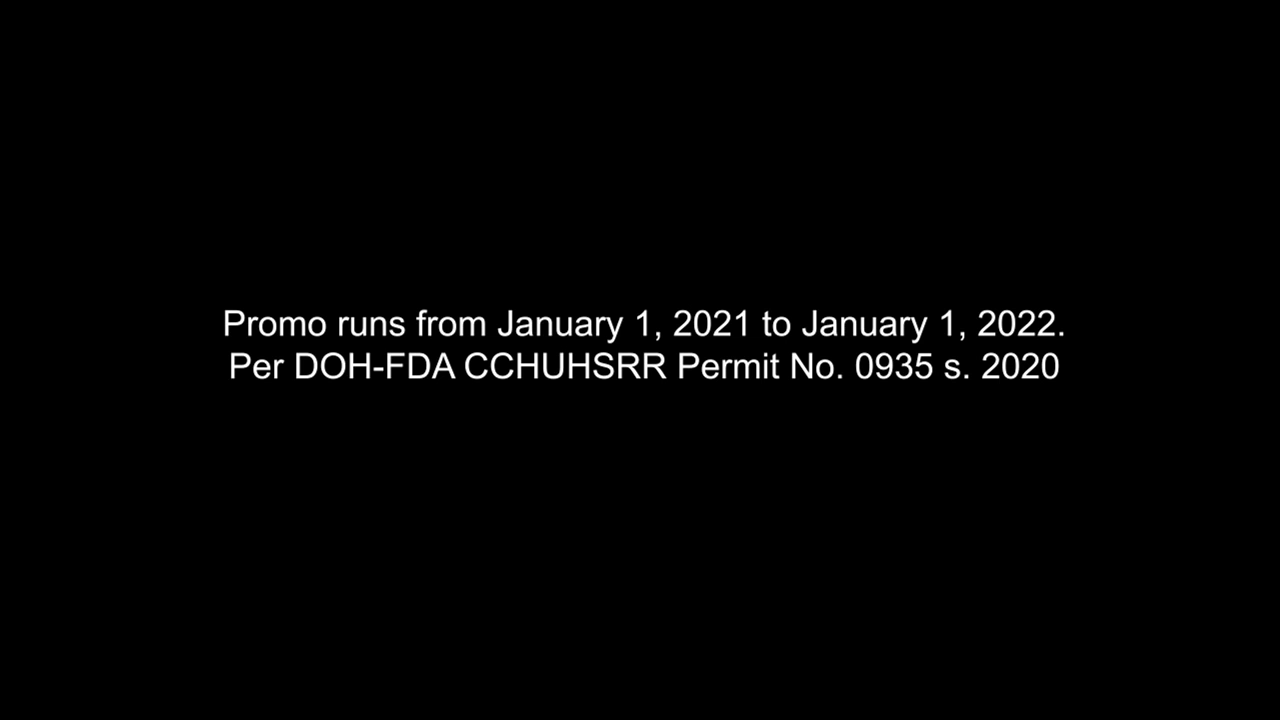 Promo runs from January 1, 2021 to January 1, 2022.
Per DOH-FDA CCHUHSRR Permit No. 0935 s. 2020